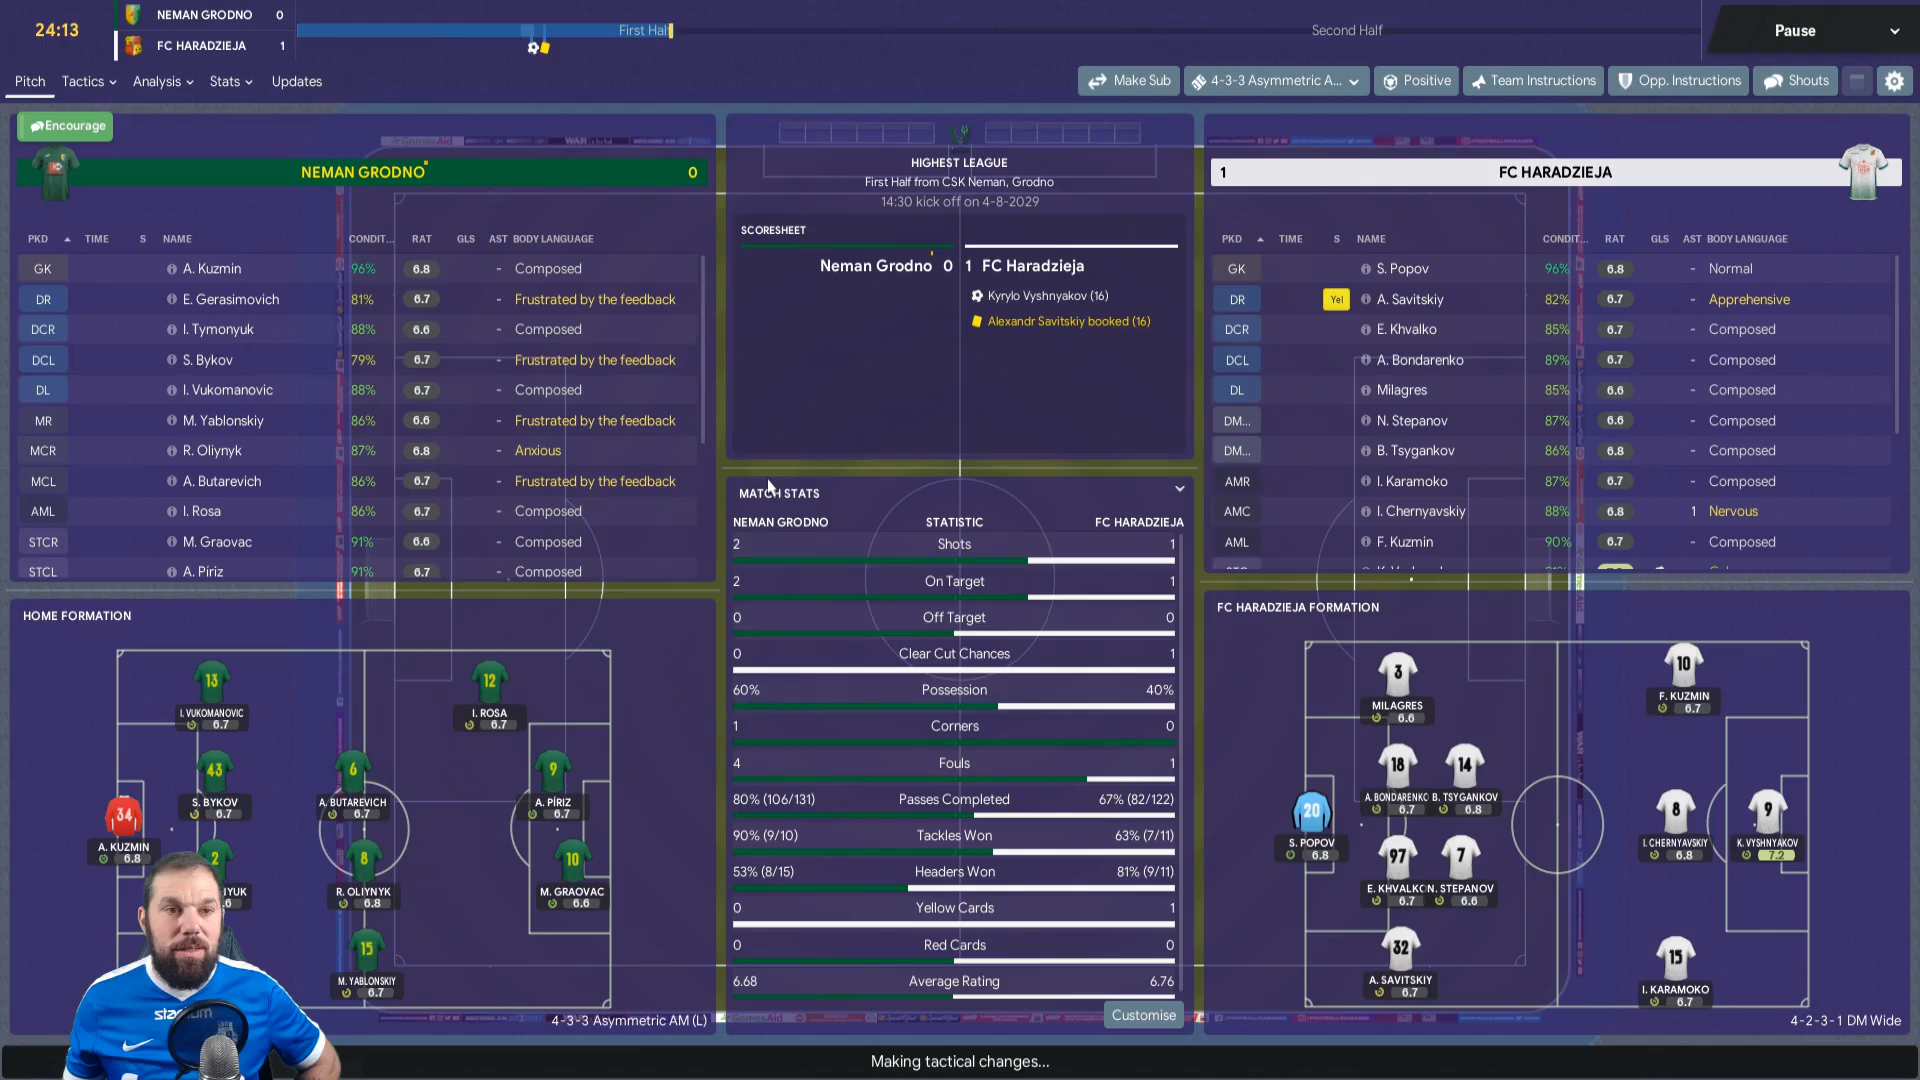 24:13
NEMAN GRODNO 0
FC HARADZIEJA 1
First Half
Second Half
Pause
Pitch Tactics Analysis Stats Updates
Make Sub 4-3-3 Asymmetric A... Positive Team Instructions Opp. Instructions Shouts
Encourage
NEMAN GRODNO 0
PKD TIME S NAME CONDIT... RAT GLS AST BODY LANGUAGE
GK A. Kuzmin 96% 6.8 - Composed
DR E. Gerasimovich 81% 6.7 - Frustrated by the feedback
DCR I. Tymonyuk 88% 6.6 - Composed
DCL S. Bykov 79% 6.7 - Frustrated by the feedback
DL I. Vukomanovic 88% 6.7 - Composed
MR M. Yablonskiy 86% 6.6 - Frustrated by the feedback
MCR R. Oliynyk 87% 6.8 - Anxious
MCL A. Butarevich 86% 6.7 - Frustrated by the feedback
AML I. Rosa 86% 6.7 - Composed
STCR M. Graovac 91% 6.6 - Composed
STCL A. Píriz 91% 6.7 - Composed
HIGHEST LEAGUE
First Half from CSK Neman, Grodno
14:30 kick off on 4-8-2029
SCORESHEET
Neman Grodno 0 1 FC Haradzieja
Kyrylo Vyshnyakov (16)
Alexandr Savitskiy booked (16)
1 FC HARADZIEJA
PKD TIME S NAME CONDIT... RAT GLS AST BODY LANGUAGE
GK S. Popov 96% 6.8 - Normal
DR Yel A. Savitskiy 82% 6.7 - Apprehensive
DCR E. Khvalko 85% 6.7 - Composed
DCL A. Bondarenko 89% 6.7 - Composed
DL Milagres 85% 6.6 - Composed
DM... N. Stepanov 87% 6.6 - Composed
DM... B. Tsygankov 86% 6.8 - Composed
AMR I. Karamoko 87% 6.7 - Composed
AMC I. Chernyavskiy 88% 6.8 1 Nervous
AML F. Kuzmin 90% 6.7 - Composed
MATCH STATS
NEMAN GRODNO STATISTIC FC HARADZIEJA
2 Shots 1
2 On Target 1
0 Off Target 0
0 Clear Cut Chances 1
60% Possession 40%
1 Corners 0
4 Fouls 1
80% (106/131) Passes Completed 67% (82/122)
90% (9/10) Tackles Won 63% (7/11)
53% (8/15) Headers Won 81% (9/11)
0 Yellow Cards 1
0 Red Cards 0
6.68 Average Rating 6.76
Customise
HOME FORMATION
13
I. VUKOMANOVIC
6.7
12
I. ROSA
6.7
43
S. BYKOV
6.7
6
A. BUTAREVICH
6.7
9
A. PÍRIZ
6.7
34
A. KUZMIN
6.8
2
8
R. OLIYNYK
6.8
10
M. GRAOVAC
6.6
15
M. YABLONSKIY
6.7
4-3-3 Asymmetric AM (L)
FC HARADZIEJA FORMATION
3
MILAGRES
6.6
10
F. KUZMIN
6.7
18
A. BONDARENKO
6.7
14
B. TSYGANKOV
6.8
20
S. POPOV
6.8
8
I. CHERNYAVSKIY
6.8
9
K. VYSHNYAKOV
7.2
97
E. KHVALKO
6.7
7
N. STEPANOV
6.6
32
A. SAVITSKIY
6.7
15
I. KARAMOKO
6.7
4-2-3-1 DM Wide
Making tactical changes...